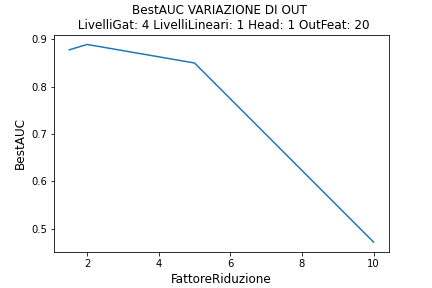 BestAUC VARIAZIONE DI OUT
LivelliGat: 4 LivelliLineari: 1 Head: 1 OutFeat: 20
0.9
0.8
0.7
0.6
0.5
BestAUC
2
4
6
8
10
FattoreRiduzione